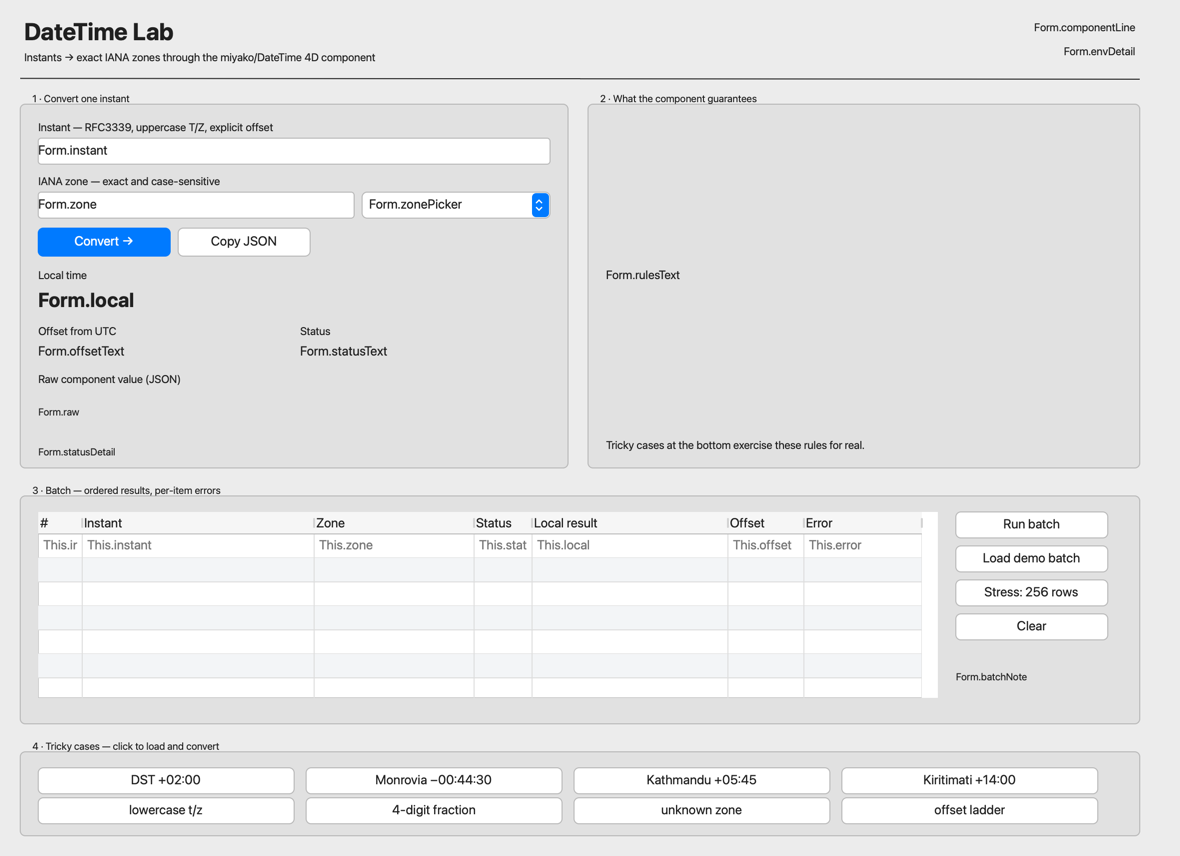 DateTime Lab
Form.componentLine
Instants → exact IANA zones through the miyako/DateTime 4D component
Form.envDetail
1 · Convert one instant
Instant — RFC3339, uppercase T/Z, explicit offset
Form.instant
IANA zone — exact and case-sensitive
Form.zone
Form.zonePicker
Convert →
Copy JSON
Local time
Form.local
Offset from UTC
Status
Form.offsetText
Form.statusText
Raw component value (JSON)
Form.raw
Form.statusDetail
2 · What the component guarantees
Form.rulesText
Tricky cases at the bottom exercise these rules for real.
3 · Batch — ordered results, per-item errors
# Instant Zone Status Local result Offset Error
This.ir This.instant This.zone This.stat This.local This.offset This.error
Run batch
Load demo batch
Stress: 256 rows
Clear
Form.batchNote
4 · Tricky cases — click to load and convert
DST +02:00
Monrovia −00:44:30
Kathmandu +05:45
Kiritimati +14:00
lowercase t/z
4-digit fraction
unknown zone
offset ladder